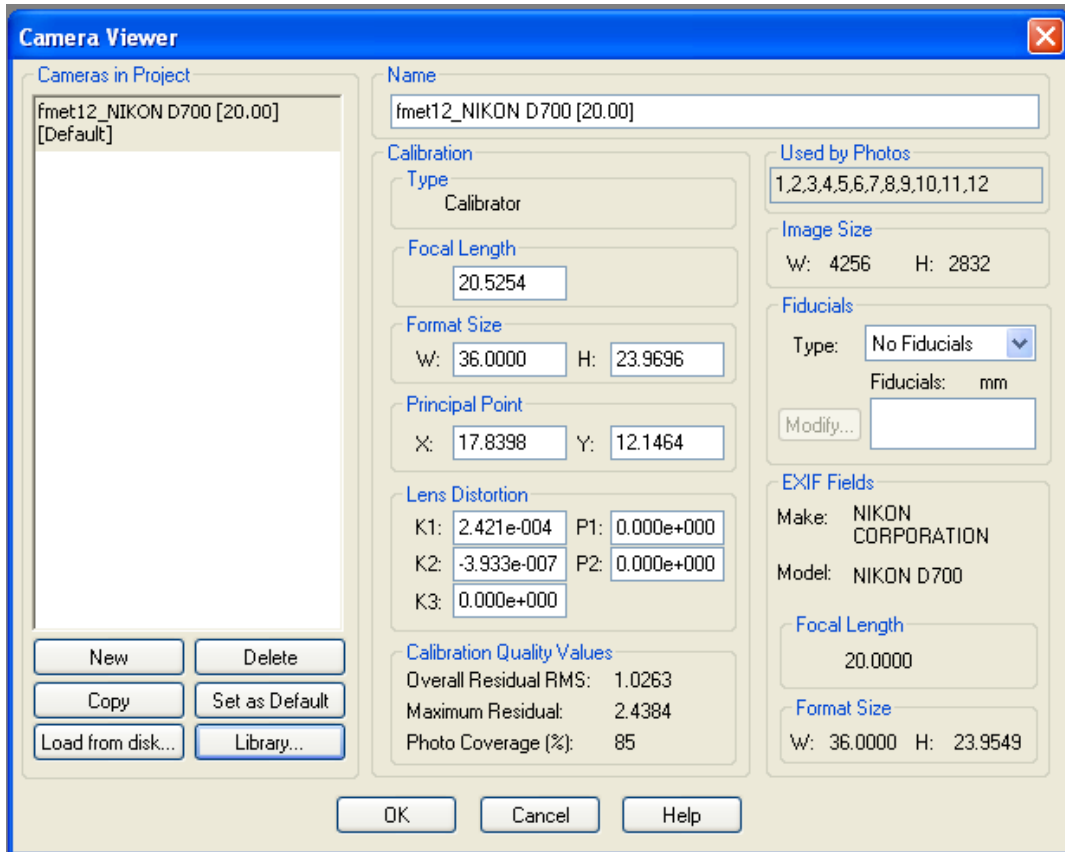 Camera Viewer
Cameras in Project
fmet12_NIKON D700 [20.00]
[Default]
New
Delete
Copy
Set as Default
Load from disk...
Library...
Name
fmet12_NIKON D700 [20.00]
Calibration
Type
Calibrator
Focal Length
20.5254
Format Size
W: 36.0000 H: 23.9696
Principal Point
X: 17.8398 Y: 12.1464
Lens Distortion
K1: 2.421e-004 P1: 0.000e+000
K2: -3.933e-007 P2: 0.000e+000
K3: 0.000e+000
Calibration Quality Values
Overall Residual RMS: 1.0263
Maximum Residual: 2.4384
Photo Coverage (%): 85
Used by Photos
1,2,3,4,5,6,7,8,9,10,11,12
Image Size
W: 4256 H: 2832
Fiducials
Type: No Fiducials
Fiducials: mm
Modify...
EXIF Fields
Make: NIKON
CORPORATION
Model: NIKON D700
Focal Length
20.0000
Format Size
W: 36.0000 H: 23.9549
OK
Cancel
Help